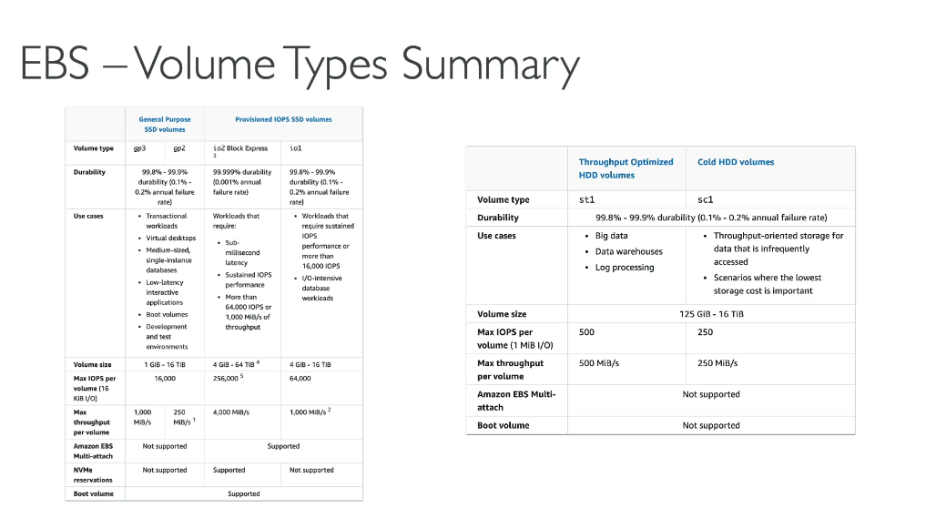 EBS – Volume Types Summary
General Purpose SSD volumes Provisioned IOPS SSD volumes
Volume type gp3 gp2 io2 Block Express 3 io1
Durability 99.8% - 99.9% durability (0.1% - 0.2% annual failure rate) 99.999% durability (0.001% annual failure rate) 99.8% - 99.9% durability (0.1% - 0.2% annual failure rate)
Use cases
• Transactional workloads
• Virtual desktops
• Medium-sized, single-instance databases
• Low-latency interactive applications
• Boot volumes
• Development and test environments
Workloads that require:
• Sub-millisecond latency
• Sustained IOPS performance
• More than 64,000 IOPS or 1,000 MiB/s of throughput
• Workloads that require sustained IOPS performance or more than 16,000 IOPS
• I/O-intensive database workloads
Volume size 1 GiB - 16 TiB 4 GiB - 64 TiB 4 4 GiB - 16 TiB
Max IOPS per volume (16 KiB I/O) 16,000 256,000 5 64,000
Max throughput per volume 1,000 MiB/s 250 MiB/s 1 4,000 MiB/s 1,000 MiB/s 2
Amazon EBS Multi-attach Not supported Supported
NVMe reservations Not supported Supported Not supported
Boot volume Supported
Throughput Optimized HDD volumes Cold HDD volumes
Volume type st1 sc1
Durability 99.8% - 99.9% durability (0.1% - 0.2% annual failure rate)
Use cases
• Big data
• Data warehouses
• Log processing
• Throughput-oriented storage for data that is infrequently accessed
• Scenarios where the lowest storage cost is important
Volume size 125 GiB - 16 TiB
Max IOPS per volume (1 MiB I/O) 500 250
Max throughput per volume 500 MiB/s 250 MiB/s
Amazon EBS Multi-attach Not supported
Boot volume Not supported